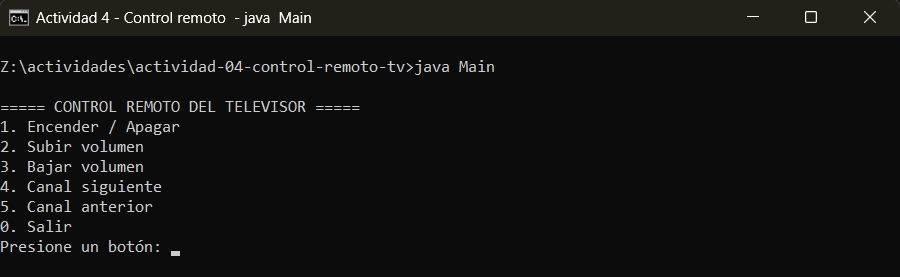 Actividad 4 - Control remoto - java Main
Z:\actividades\actividad-04-control-remoto-tv>java Main
===== CONTROL REMOTO DEL TELEVISOR =====
1. Encender / Apagar
2. Subir volumen
3. Bajar volumen
4. Canal siguiente
5. Canal anterior
0. Salir
Presione un botón: